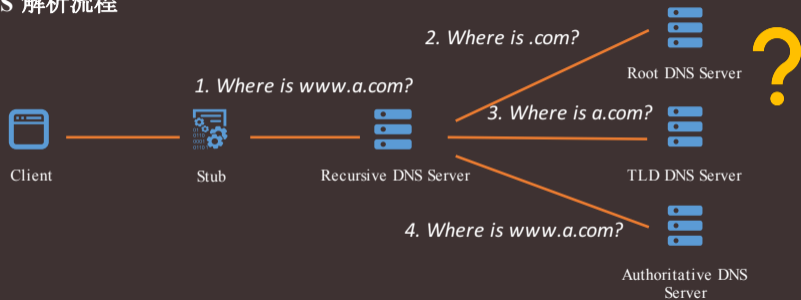 S 解析流程
2. Where is .com?
Root DNS Server
?
1. Where is www.a.com?
3. Where is a.com?
Client
Stub
Recursive DNS Server
TLD DNS Server
4. Where is www.a.com?
Authoritative DNS
Server